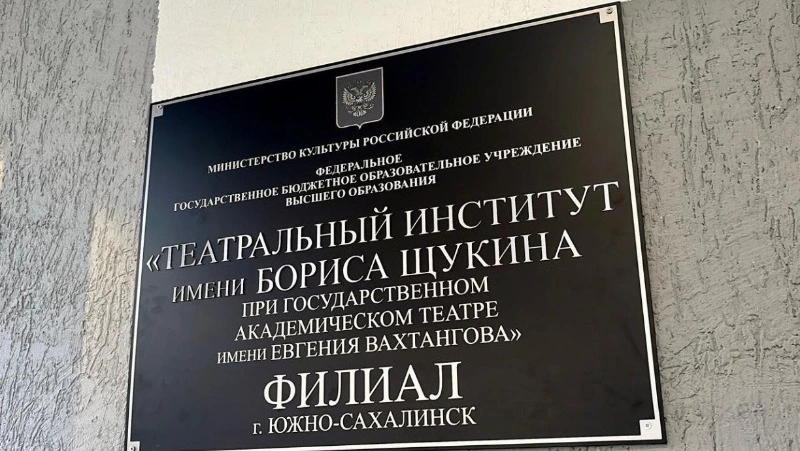 МИНИСТЕРСТВО КУЛЬТУРЫ РОССИЙСКОЙ ФЕДЕРАЦИИ
ФЕДЕРАЛЬНОЕ
ГОСУДАРСТВЕННОЕ БЮДЖЕТНОЕ ОБРАЗОВАТЕЛЬНОЕ УЧРЕЖДЕНИЕ
ВЫСШЕГО ОБРАЗОВАНИЯ
«ТЕАТРАЛЬНЫЙ ИНСТИТУТ
ИМЕНИ БОРИСА ЩУКИНА
ПРИ ГОСУДАРСТВЕННОМ
АКАДЕМИЧЕСКОМ ТЕАТРЕ
ИМЕНИ ЕВГЕНИЯ ВАХТАНГОВА»
ФИЛИАЛ
г. ЮЖНО-САХАЛИНСК